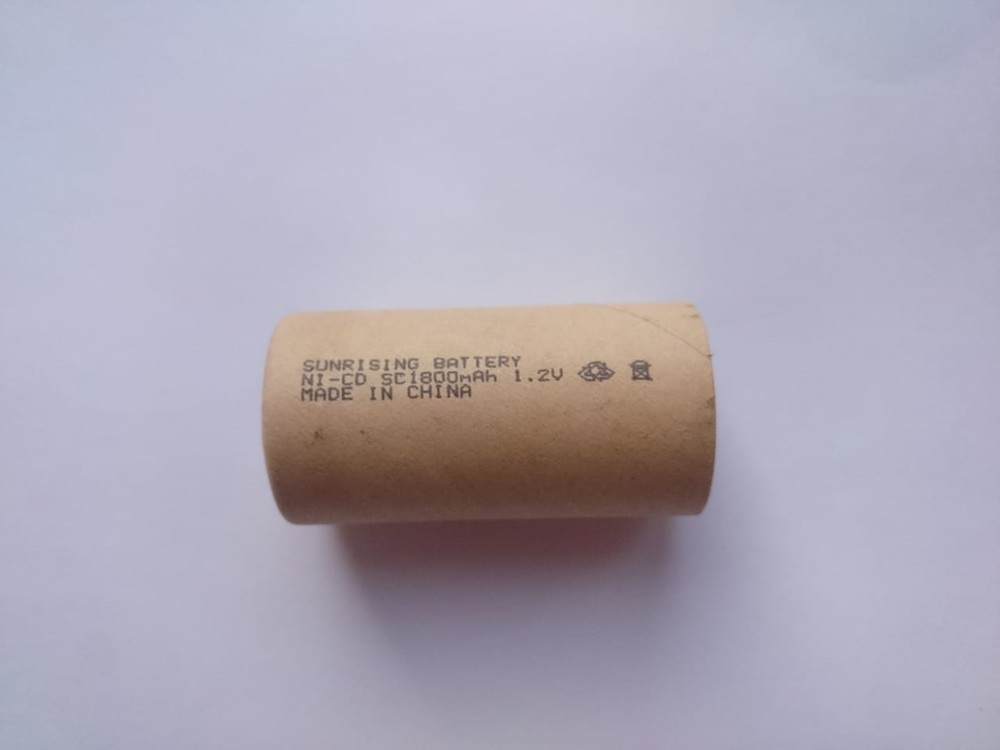 SUNRISING BATTERY
NI-CD SC1800mAh 1.2V
MADE IN CHINA